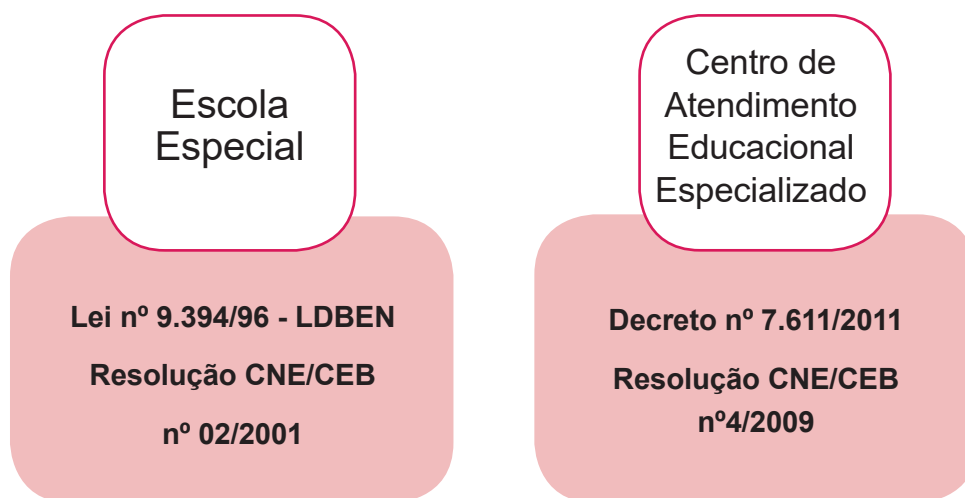 Escola
Especial
Lei nº 9.394/96 - LDBEN
Resolução CNE/CEB
nº 02/2001
Centro de
Atendimento
Educacional
Especializado
Decreto nº 7.611/2011
Resolução CNE/CEB
nº4/2009